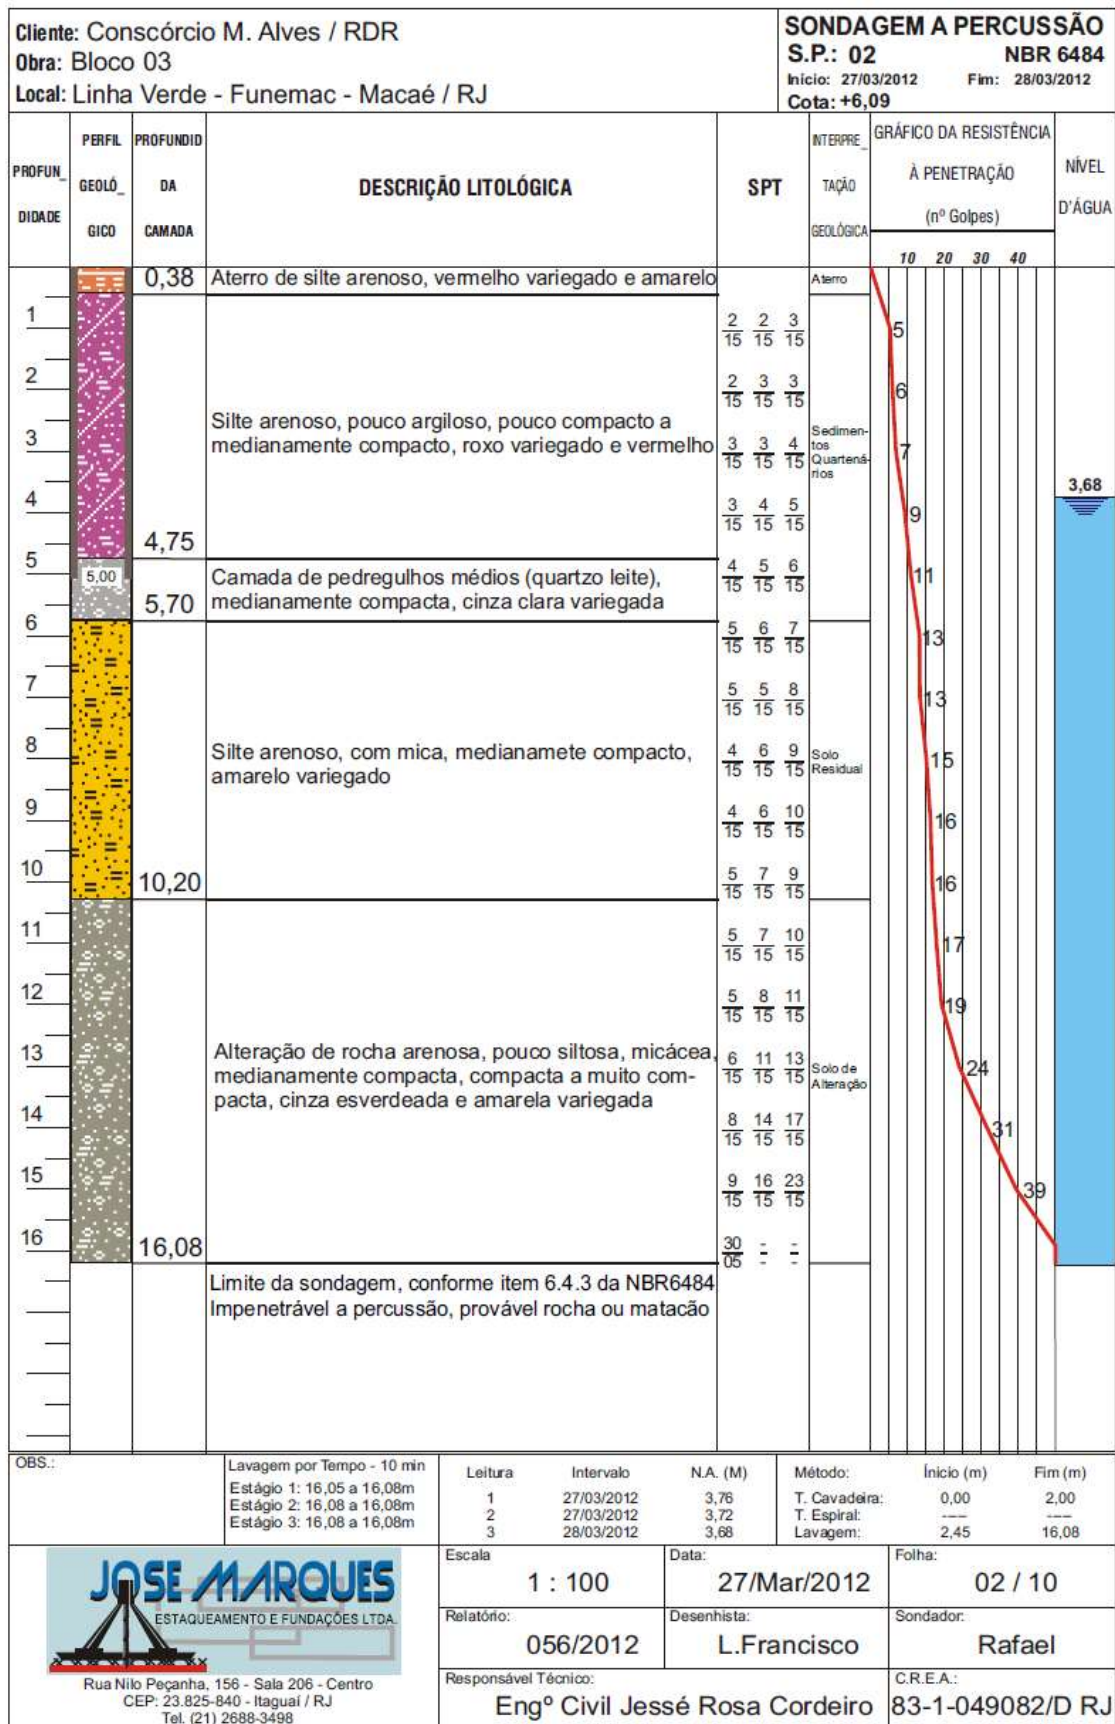 Cliente: Conscórcio M. Alves / RDR
Obra: Bloco 03
Local: Linha Verde - Funemac - Macaé / RJ
SONDAGEM A PERCUSSÃO
S.P.: 02 NBR 6484
Início: 27/03/2012 Fim: 28/03/2012
Cota: +6,09
PROFUN_
DIDADE
PERFIL
GEOLÓ_
GICO
PROFUNDID
DA
CAMADA
DESCRIÇÃO LITOLÓGICA
SPT
INTERPRE_
TAÇÃO
GEOLÓGICA
GRÁFICO DA RESISTÊNCIA
À PENETRAÇÃO
(nº Golpes)
10 20 30 40
NÍVEL
D'ÁGUA
0,38 Aterro de silte arenoso, vermelho variegado e amarelo
Aterro
1
2/15 2/15 3/15
5
2
2/15 3/15 3/15
6
Silte arenoso, pouco argiloso, pouco compacto a
medianamente compacto, roxo variegado e vermelho
3
3/15 3/15 4/15
Sedimen-
tos
Quartená-
rios
7
3,68
4
3/15 4/15 5/15
9
4,75
5
5,00
Camada de pedregulhos médios (quartzo leite),
medianamente compacta, cinza clara variegada
4/15 5/15 6/15
11
5,70
6
5/15 6/15 7/15
13
7
5/15 5/15 8/15
13
8
Silte arenoso, com mica, medianamete compacto,
amarelo variegado
4/15 6/15 9/15
Solo
Residual
15
9
4/15 6/15 10/15
16
10
10,20
5/15 7/15 9/15
16
11
5/15 7/15 10/15
17
12
5/15 8/15 11/15
19
13
Alteração de rocha arenosa, pouco siltosa, micácea,
medianamente compacta, compacta a muito com-
pacta, cinza esverdeada e amarela variegada
6/15 11/15 13/15
Solo de
Alteração
24
14
8/15 14/15 17/15
31
15
9/15 16/15 23/15
39
16
16,08
30/05 -/- -/-
Limite da sondagem, conforme item 6.4.3 da NBR6484
Impenetrável a percussão, provável rocha ou matacão
OBS.:
Lavagem por Tempo - 10 min
Estágio 1: 16,05 a 16,08m
Estágio 2: 16,08 a 16,08m
Estágio 3: 16,08 a 16,08m
Leitura Intervalo N.A. (M)
1 27/03/2012 3,76
2 27/03/2012 3,72
3 28/03/2012 3,68
Método: Ínicio (m) Fim (m)
T. Cavadeira: 0,00 2,00
T. Espiral: ---- ----
Lavagem: 2,45 16,08
JOSE MARQUES
ESTAQUEAMENTO E FUNDAÇÕES LTDA.
Rua Nilo Peçanha, 156 - Sala 206 - Centro
CEP: 23.825-840 - Itaguaí / RJ
Tel. (21) 2688-3498
Escala
1 : 100
Data:
27/Mar/2012
Folha:
02 / 10
Relatório:
056/2012
Desenhista:
L.Francisco
Sondador:
Rafael
Responsável Técnico:
Engº Civil Jessé Rosa Cordeiro
C.R.E.A.:
83-1-049082/D RJ